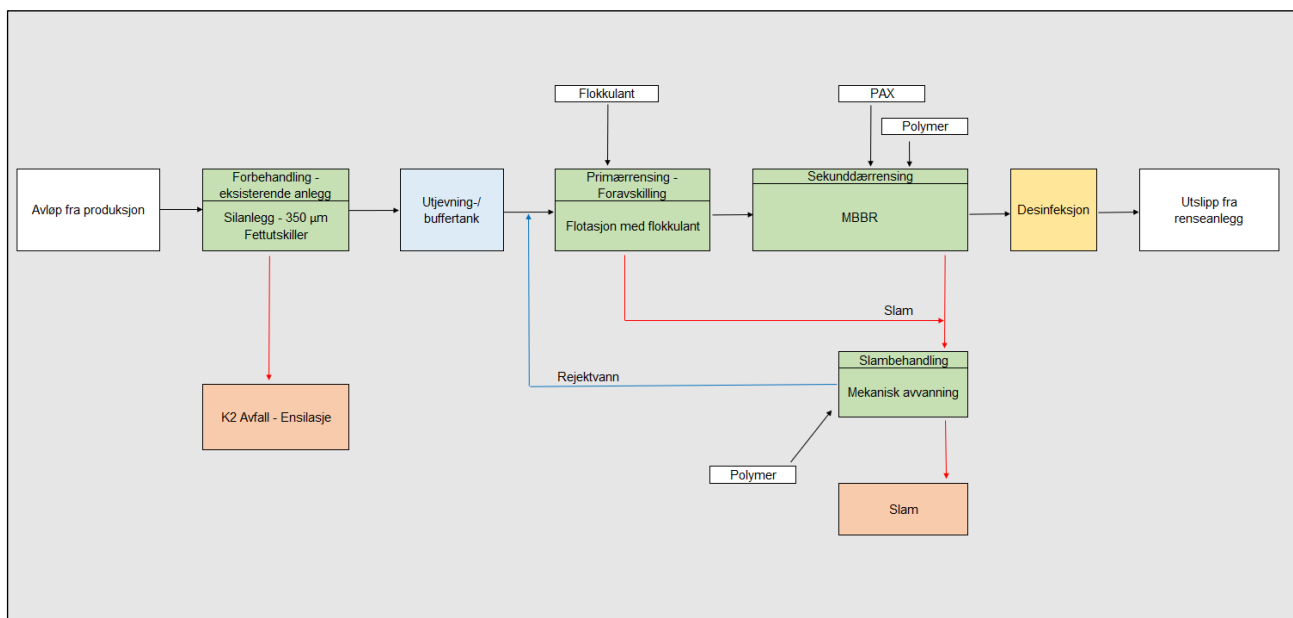 Flokkulant
PAX
Polymer
Avløp fra produksjon
Forbehandling -
eksisterende anlegg
Silanlegg - 350 µm
Fettutskiller
Utjevning-/
buffertank
Primærrensing -
Foravskilling
Flotasjon med flokkulant
Sekunddærrensing
MBBR
Desinfeksjon
Utslipp fra
renseanlegg
Slam
Rejektvann
Slambehandling
Mekanisk avvanning
K2 Avfall - Ensilasje
Polymer
Slam